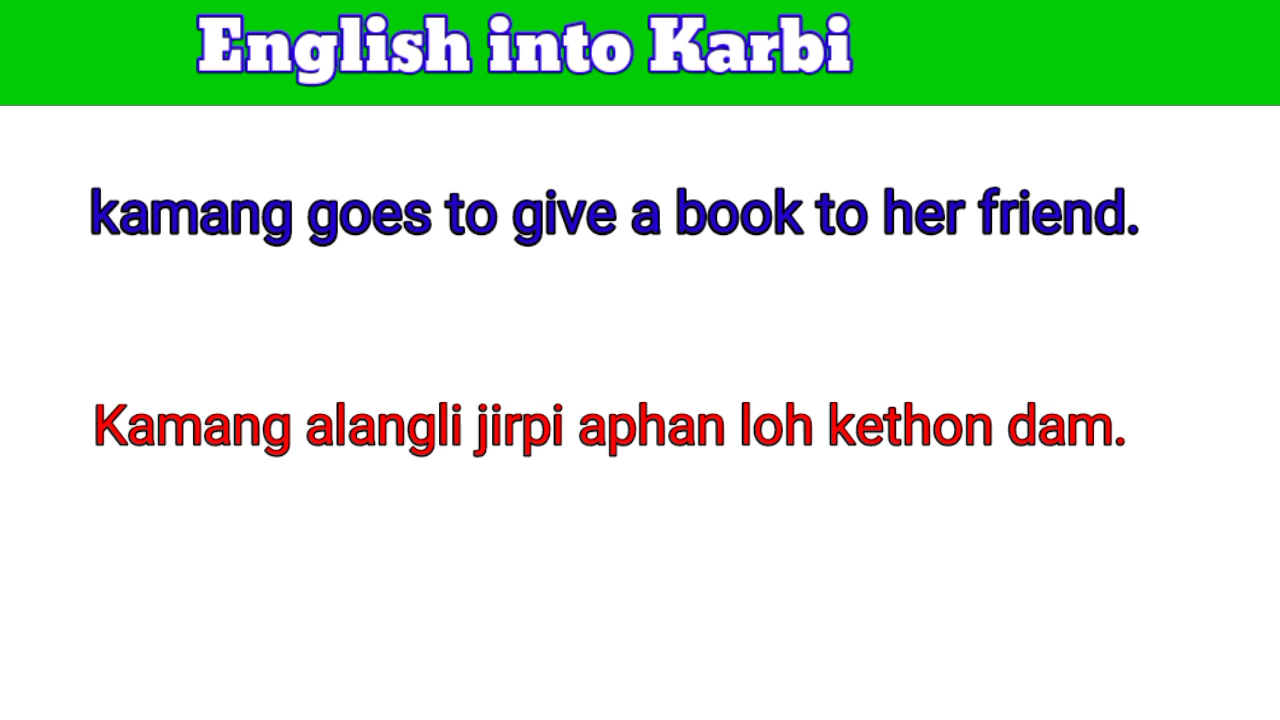 English into Karbi
kamang goes to give a book to her friend.
Kamang alangli jirpi aphan loh kethon dam.